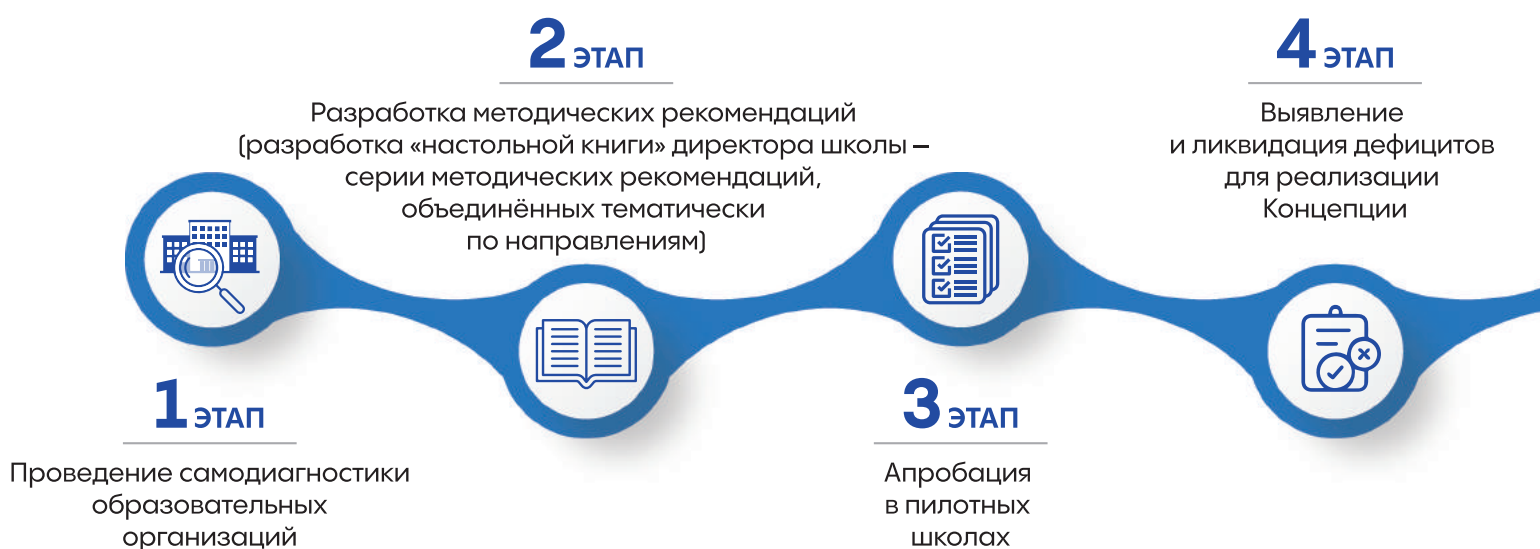 1 ЭТАП
Проведение самодиагностики
образовательных
организаций
2 ЭТАП
Разработка методических рекомендаций
(разработка «настольной книги» директора школы –
серии методических рекомендаций,
объединённых тематически
по направлениям)
3 ЭТАП
Апробация
в пилотных
школах
4 ЭТАП
Выявление
и ликвидация дефицитов
для реализации
Концепции